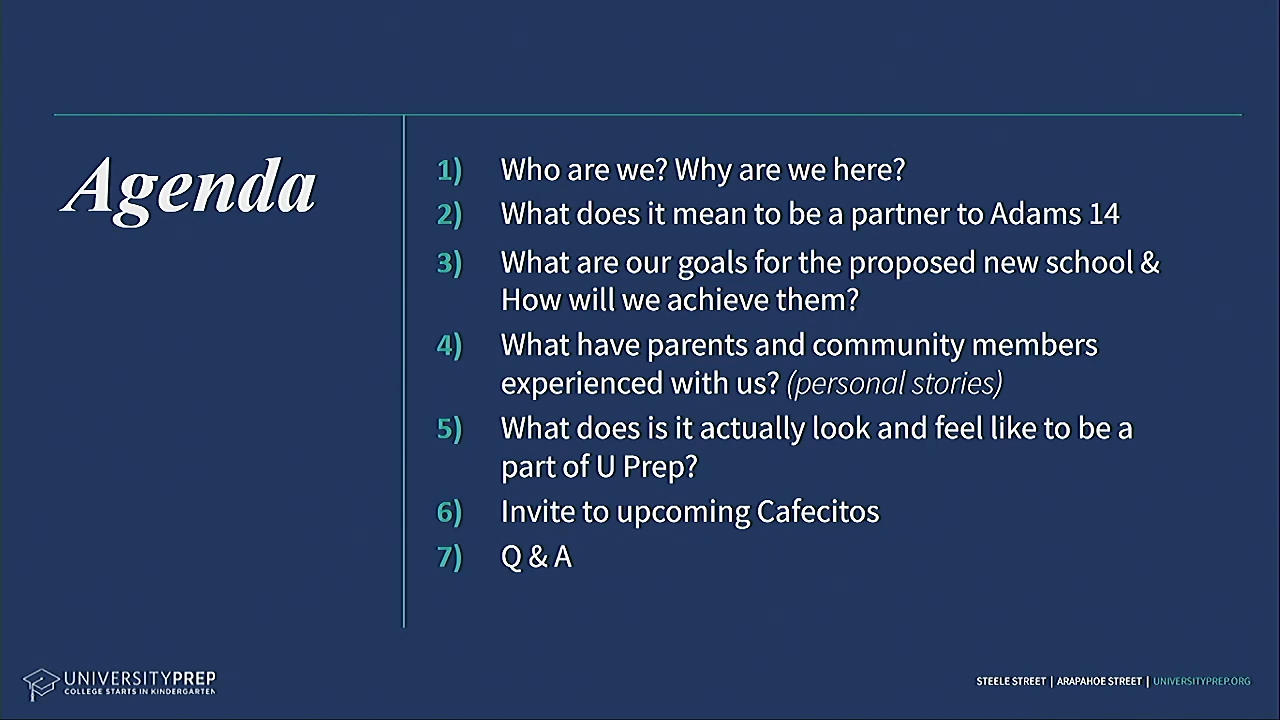 Agenda
1) Who are we? Why are we here?
2) What does it mean to be a partner to Adams 14
3) What are our goals for the proposed new school &
How will we achieve them?
4) What have parents and community members
experienced with us? (personal stories)
5) What does is it actually look and feel like to be a
part of U Prep?
6) Invite to upcoming Cafecitos
7) Q & A
UNIVERSITYPREP
COLLEGE STARTS IN KINDERGARTEN
STEELE STREET | ARAPAHOE STREET | UNIVERSITYPREP.ORG